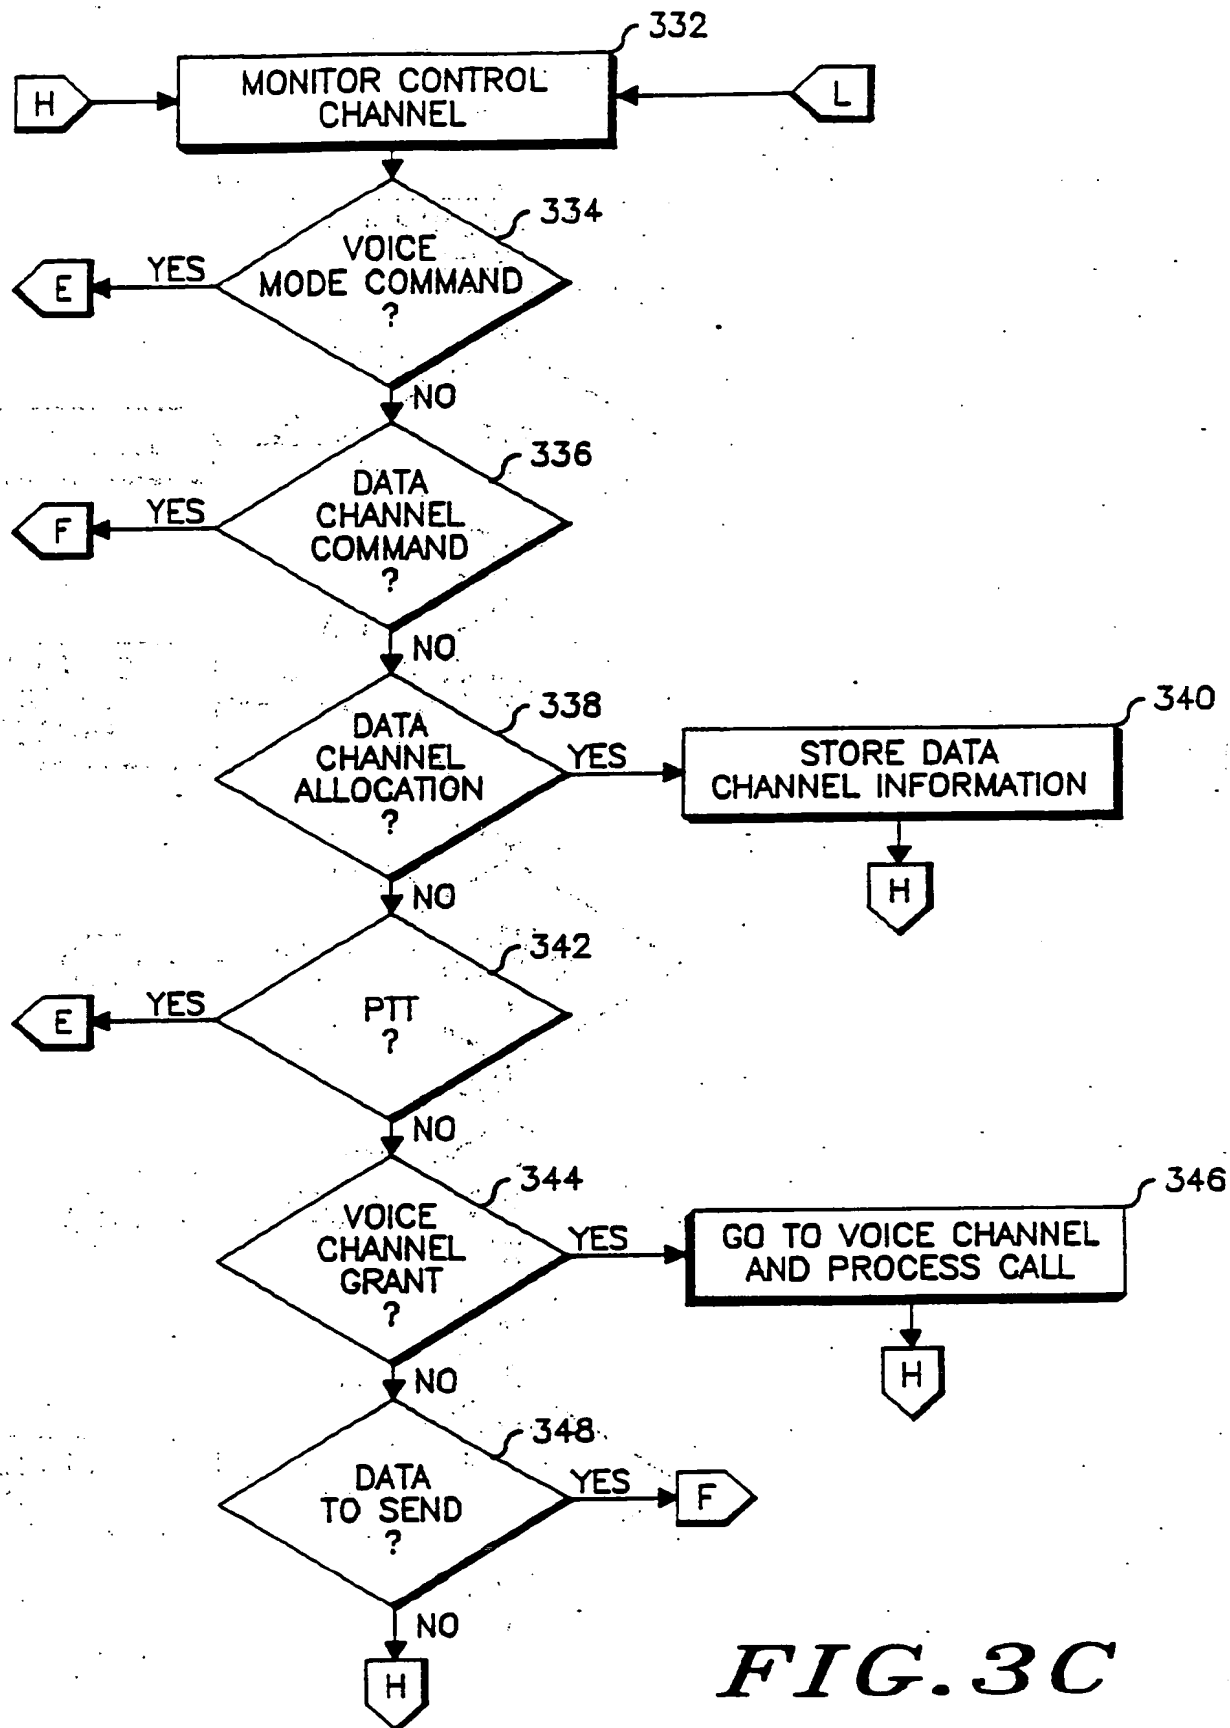 332
H
MONITOR CONTROL
CHANNEL
L
334
VOICE
MODE COMMAND
?
YES
E
NO
336
DATA
CHANNEL
COMMAND
?
YES
F
NO
338
DATA
CHANNEL
ALLOCATION
?
YES
340
STORE DATA
CHANNEL INFORMATION
H
NO
342
PTT
?
YES
E
NO
344
VOICE
CHANNEL
GRANT
?
YES
346
GO TO VOICE CHANNEL
AND PROCESS CALL
H
NO
348
DATA
TO SEND
?
YES
F
NO
H
FIG. 3C